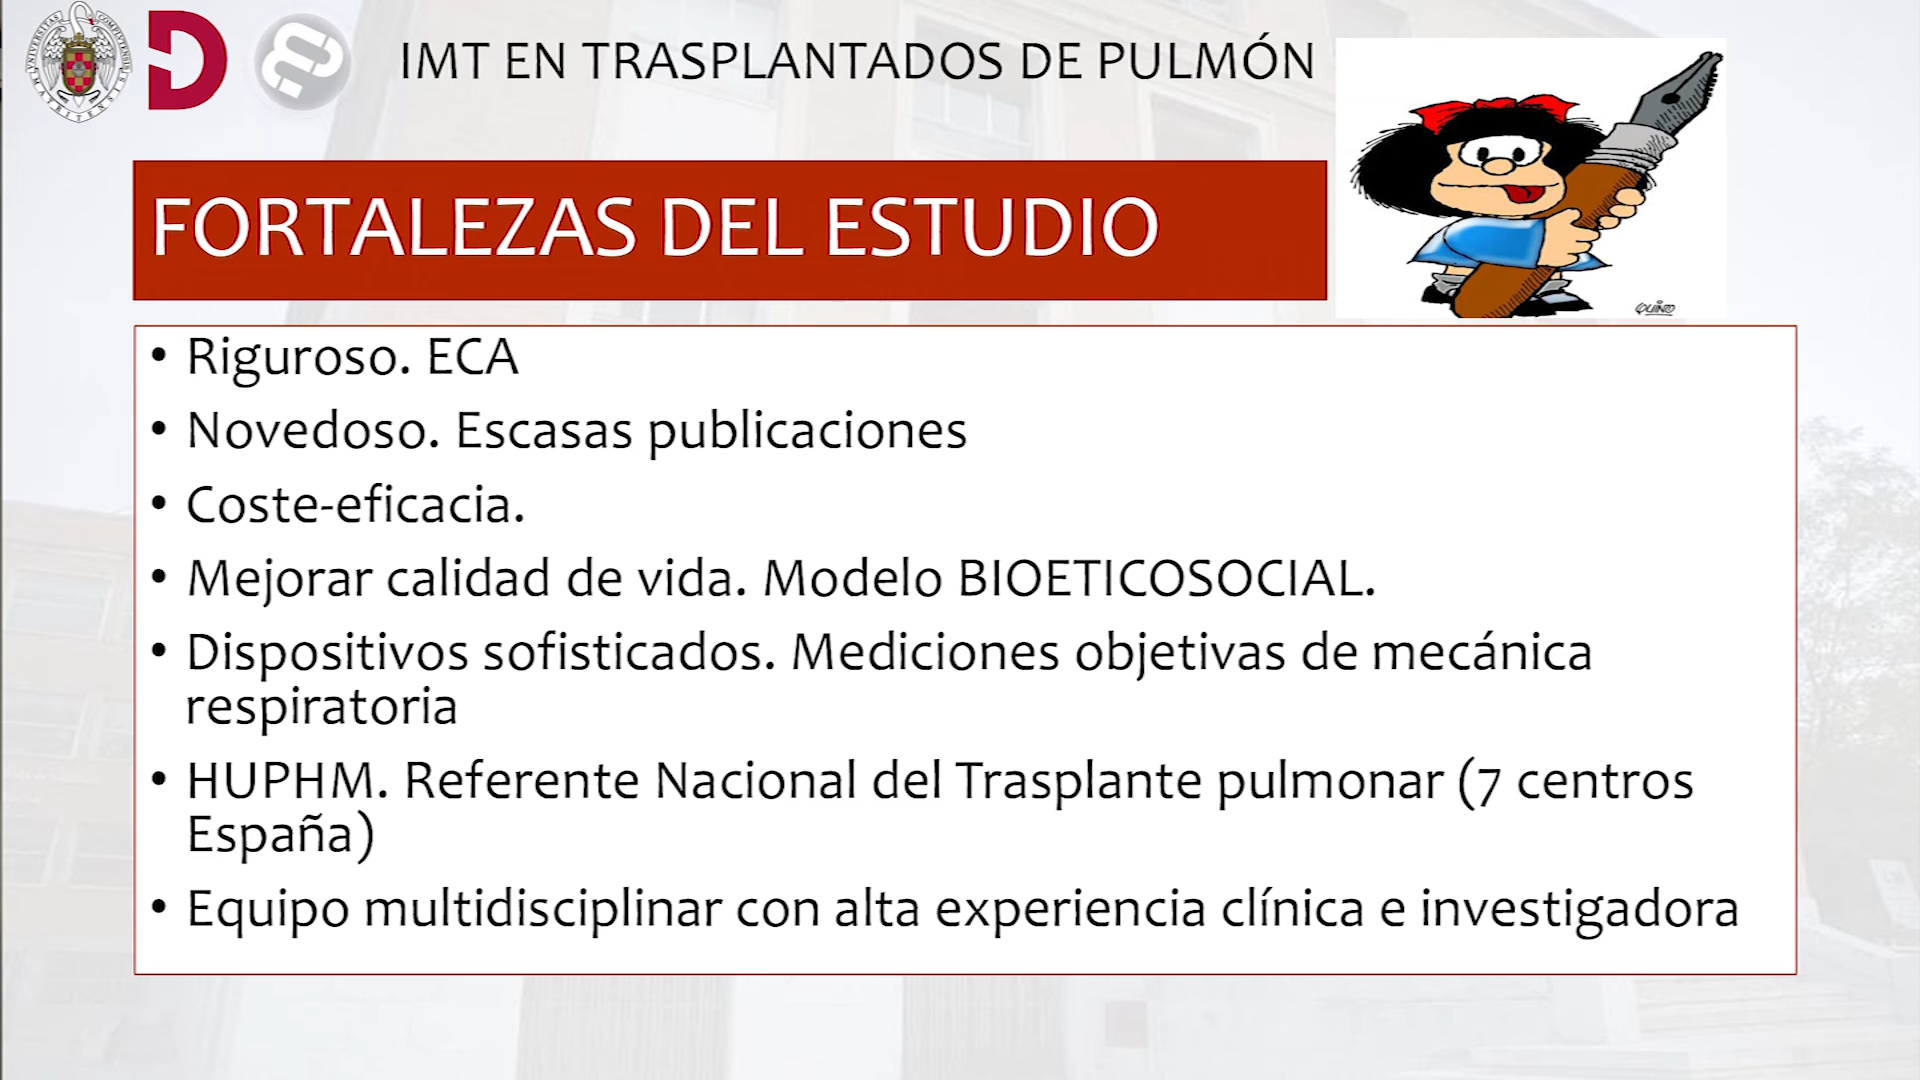 IMT EN TRASPLANTADOS DE PULMÓN
FORTALEZAS DEL ESTUDIO
QUINO
• Riguroso. ECA
• Novedoso. Escasas publicaciones
• Coste-eficacia.
• Mejorar calidad de vida. Modelo BIOETICOSOCIAL.
• Dispositivos sofisticados. Mediciones objetivas de mecánica
respiratoria
• HUPHM. Referente Nacional del Trasplante pulmonar (7 centros
España)
• Equipo multidisciplinar con alta experiencia clínica e investigadora